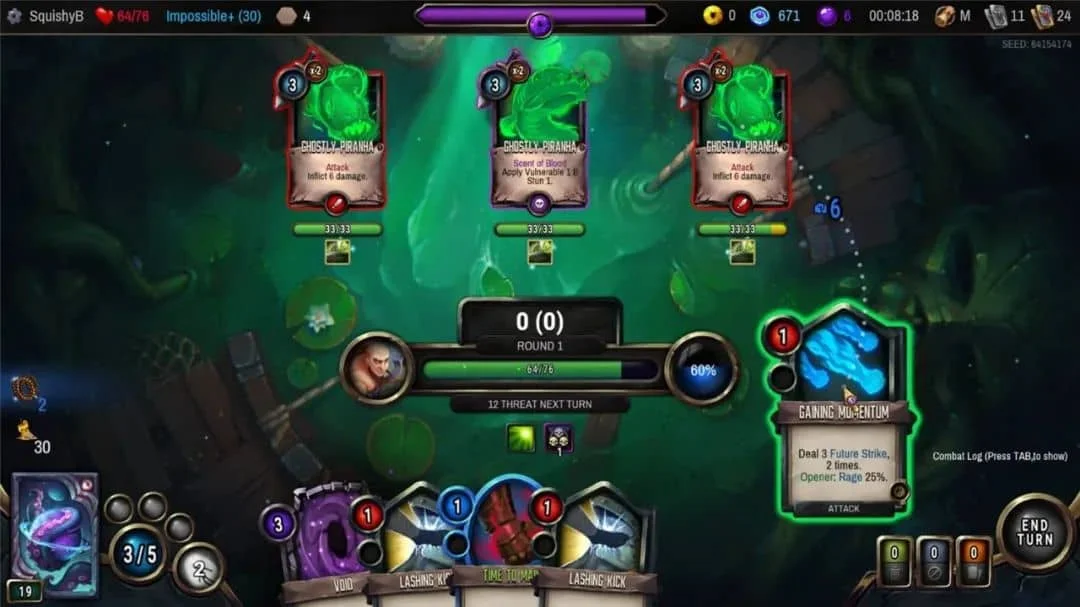 SquishyB 64/76 Impossible+ (30) 4 0 671 6 00:08:18 M 11 24
SEED: 64154174
3 x2
GHOSTLY PIRANHA
Attack
Inflict 6 damage.
33/33
3 x2
GHOSTLY PIRANHA
Scent of Blood
Apply Vulnerable 1 &
Stun 1.
33/33
3 x2
GHOSTLY PIRANHA
Attack
Inflict 6 damage.
33/33
6
0 (0)
ROUND 1
64/76
60%
12 THREAT NEXT TURN
1
1
GAINING MOMENTUM
Deal 3 Future Strike,
2 times.
Opener: Rage 25%.
ATTACK
Combat Log (Press TAB to show)
2
30
3/5
2
19
3
VOID
1
LASHING
1
TIME TO
1
LASHING KICK
0 0 0
END
TURN